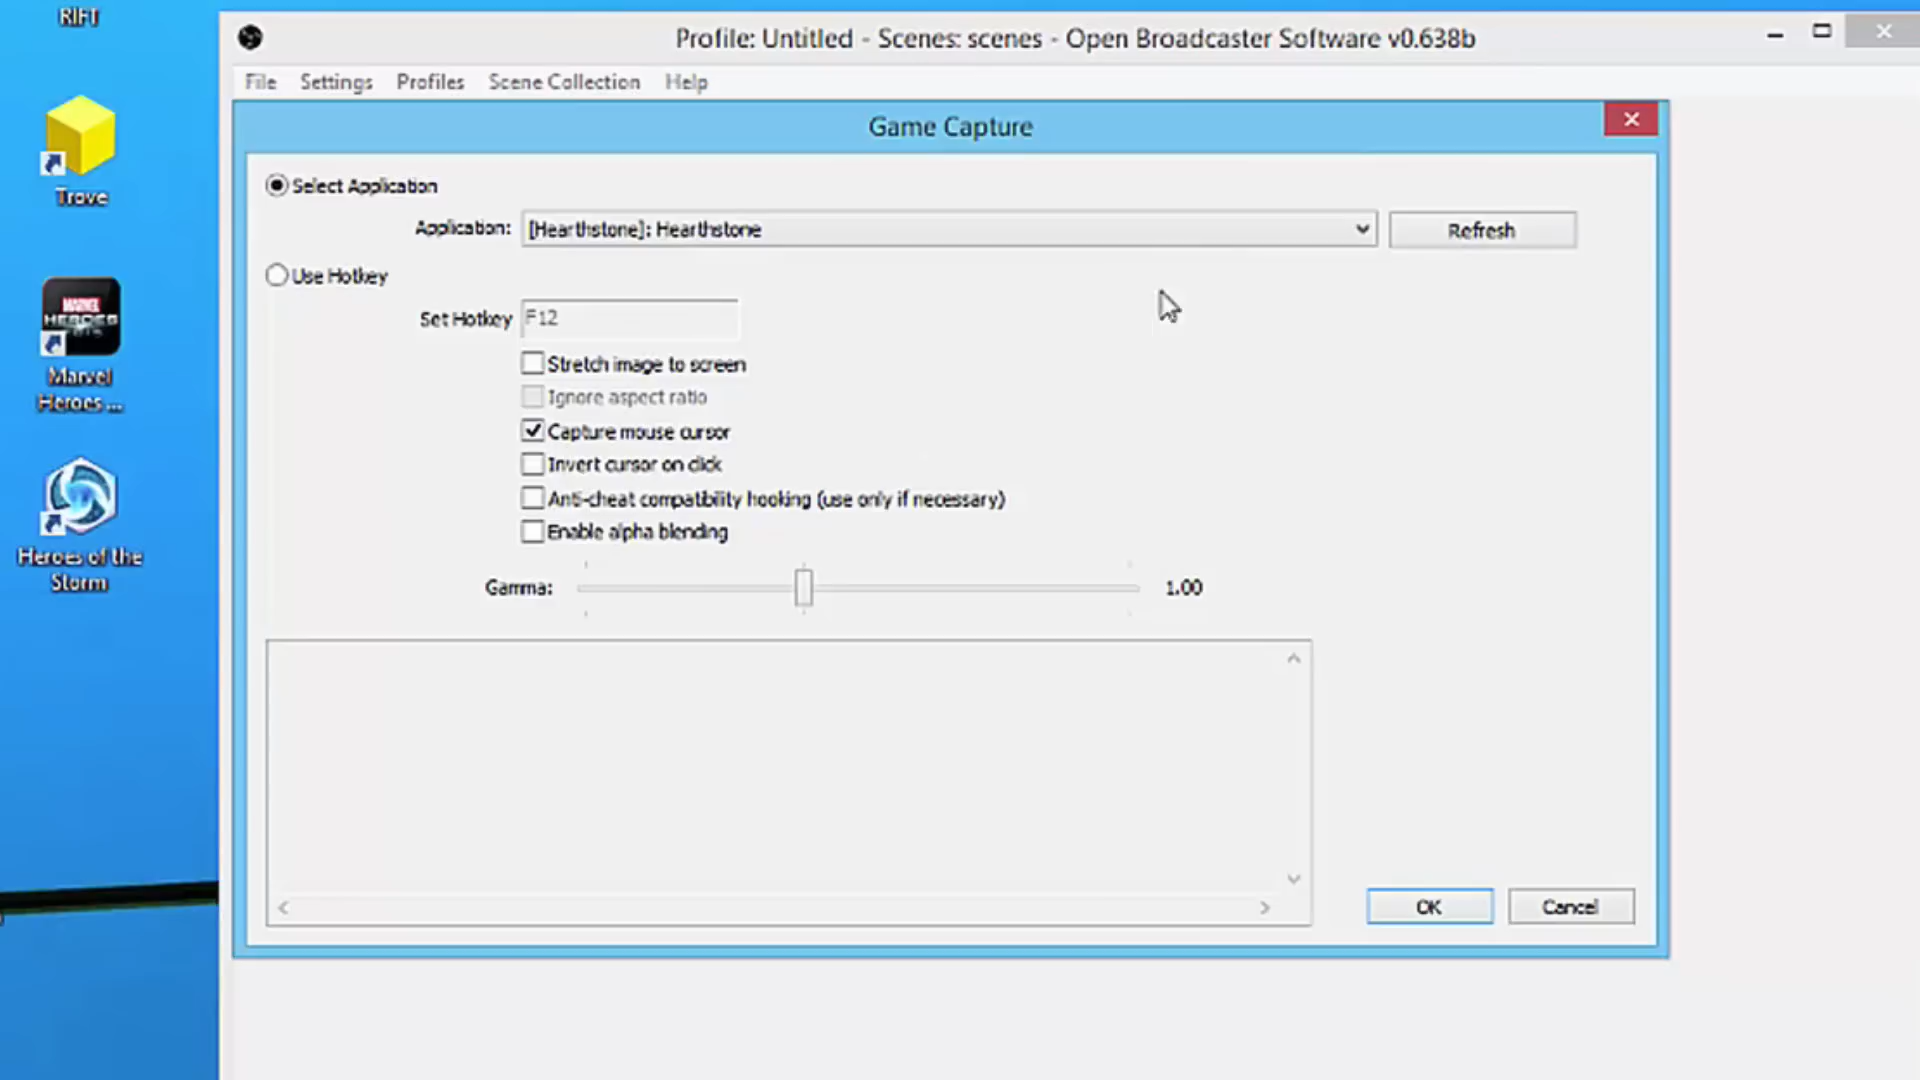 RIFT
Profile: Untitled - Scenes: scenes - Open Broadcaster Software v0.638b
File Settings Profiles Scene Collection Help
Game Capture
Select Application
Application: [Hearthstone]: Hearthstone Refresh
Use Hotkey
Set Hotkey F12
Stretch image to screen
Ignore aspect ratio
Capture mouse cursor
Invert cursor on click
Anti-cheat compatibility hooking (use only if necessary)
Enable alpha blending
Gamma: 1.00
OK Cancel
Trove
MARVEL
HEROES
Marvel
Heroes ...
Heroes of the
Storm